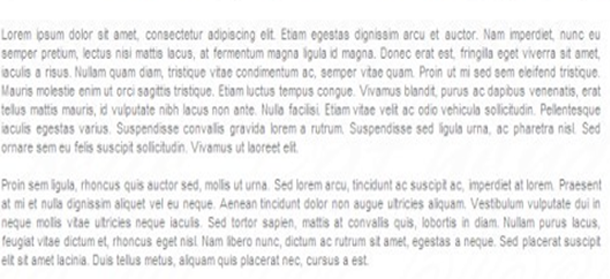 Lorem ipsum dolor sit amet, consectetur adipiscing elit. Etiam egestas dignissim arcu et auctor. Nam imperdiet, nunc eu
semper pretium, lectus nisi mattis lacus, at fermentum magna ligula id magna. Donec erat est, fringilla eget viverra sit amet,
iaculis a risus. Nullam quam diam, tristique vitae condimentum ac, semper vitae quam. Proin ut mi sed sem eleifend tristique.
Mauris molestie enim ut orci sagittis tristique. Etiam luctus tempus congue. Vivamus blandit, purus ac dapibus venenatis, erat
tellus mattis mauris, id vulputate nibh lacus non ante. Nulla facilisi. Etiam vitae velit ac odio vehicula sollicitudin. Pellentesque
iaculis egestas varius. Suspendisse convallis gravida lorem a rutrum. Suspendisse sed ligula urna, ac pharetra nisl. Sed
ornare sem eu felis suscipit sollicitudin. Vivamus ut laoreet elit.
Proin sem ligula, rhoncus quis auctor sed, mollis ut urna. Sed lorem arcu, tincidunt ac suscipit ac, imperdiet at lorem. Praesent
at mi et nulla dignissim aliquet vel eu neque. Aenean tincidunt dolor non augue ultricies aliquam. Vestibulum vulputate dui in
neque mollis vitae ultricies neque iaculis. Sed tortor sapien, mattis at convallis quis, lobortis in diam. Nullam purus lacus,
feugiat vitae dictum et, rhoncus eget nisl. Nam libero nunc, dictum ac rutrum sit amet, egestas a neque. Sed placerat suscipit
elit sit amet lacinia. Duis tellus metus, aliquam quis placerat nec, cursus a est.